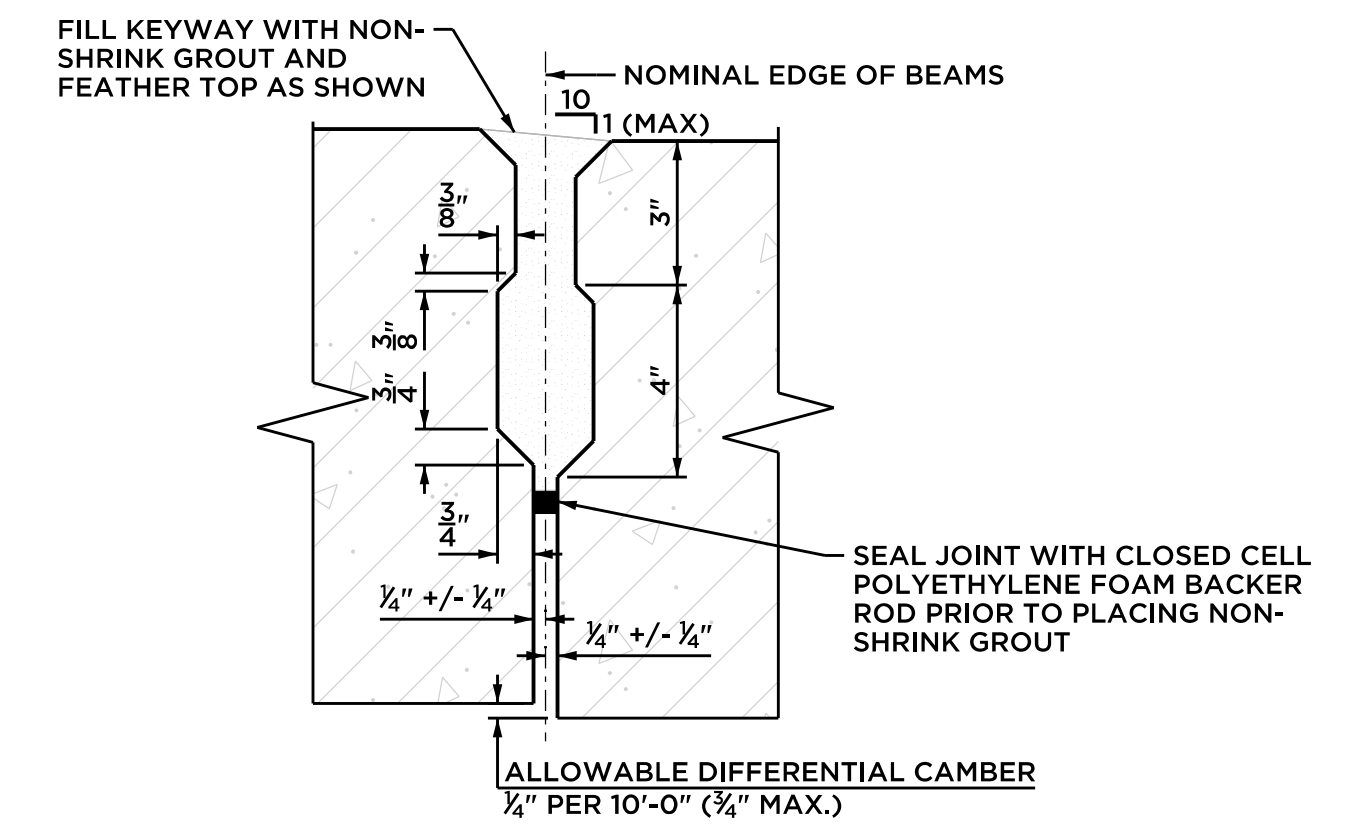 FILL KEYWAY WITH NON-
SHRINK GROUT AND
FEATHER TOP AS SHOWN
NOMINAL EDGE OF BEAMS
10
1 (MAX)
3/8"
3"
3/8"
3/4"
4"
3/4"
1/4" +/- 1/4"
1/4" +/- 1/4"
SEAL JOINT WITH CLOSED CELL
POLYETHYLENE FOAM BACKER
ROD PRIOR TO PLACING NON-
SHRINK GROUT
ALLOWABLE DIFFERENTIAL CAMBER
1/4" PER 10'-0" (3/4" MAX.)